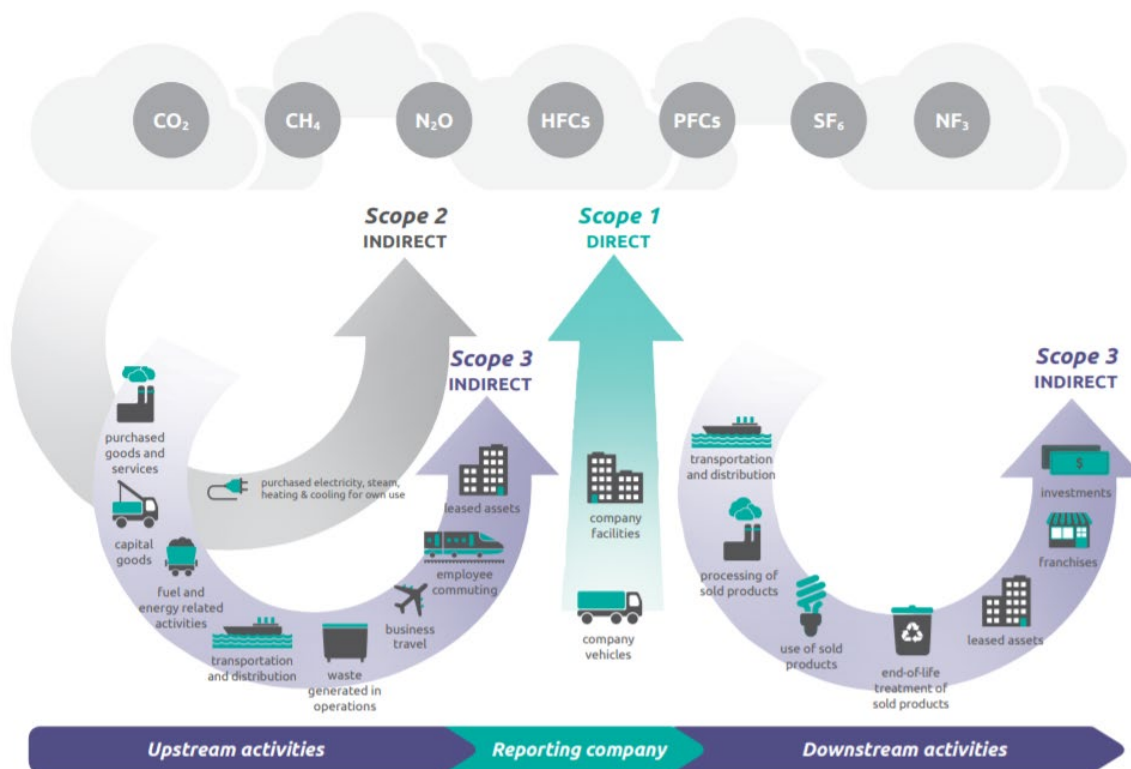 CO₂
CH₄
N₂O
HFCs
PFCs
SF₆
NF₃
Scope 2
INDIRECT
Scope 1
DIRECT
Scope 3
INDIRECT
Scope 3
INDIRECT
purchased
goods and
services
capital
goods
fuel and
energy related
activities
transportation
and distribution
waste
generated in
operations
business
travel
employee
commuting
leased assets
purchased electricity, steam,
heating & cooling for own use
company
facilities
company
vehicles
transportation
and distribution
processing of
sold products
use of sold
products
end-of-life
treatment of
sold products
leased assets
franchises
$
investments
Upstream activities
Reporting company
Downstream activities